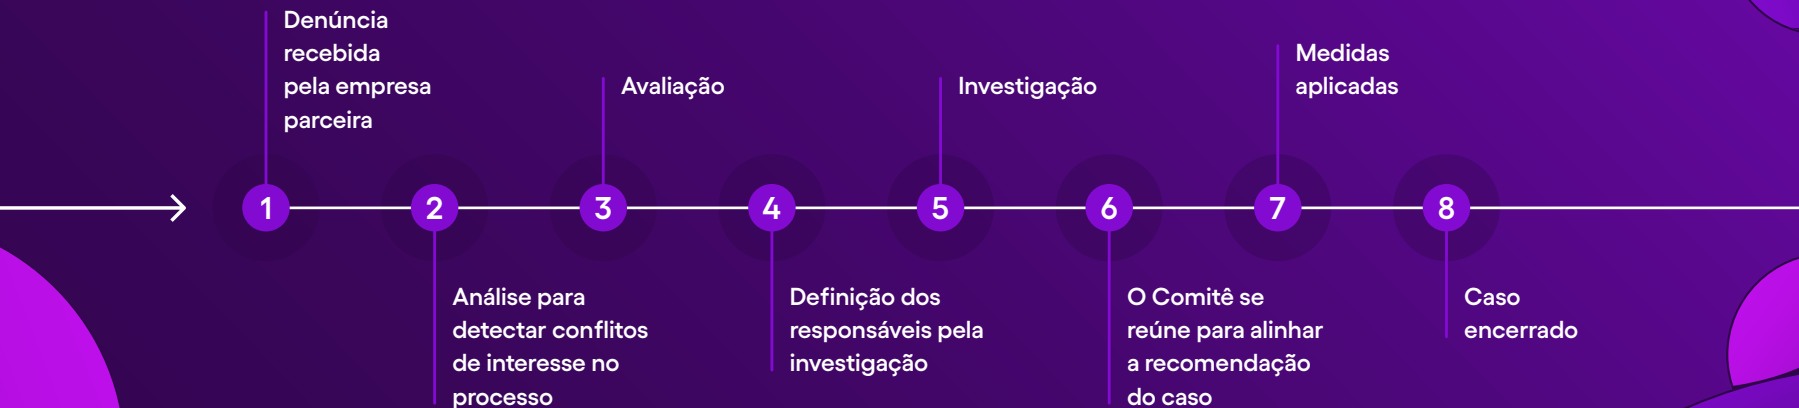 1
Denúncia
recebida
pela empresa
parceira
2
Análise para
detectar conflitos
de interesse no
processo
3
Avaliação
4
Definição dos
responsáveis pela
investigação
5
Investigação
6
O Comitê se
reúne para alinhar
a recomendação
do caso
7
Medidas
aplicadas
8
Caso
encerrado